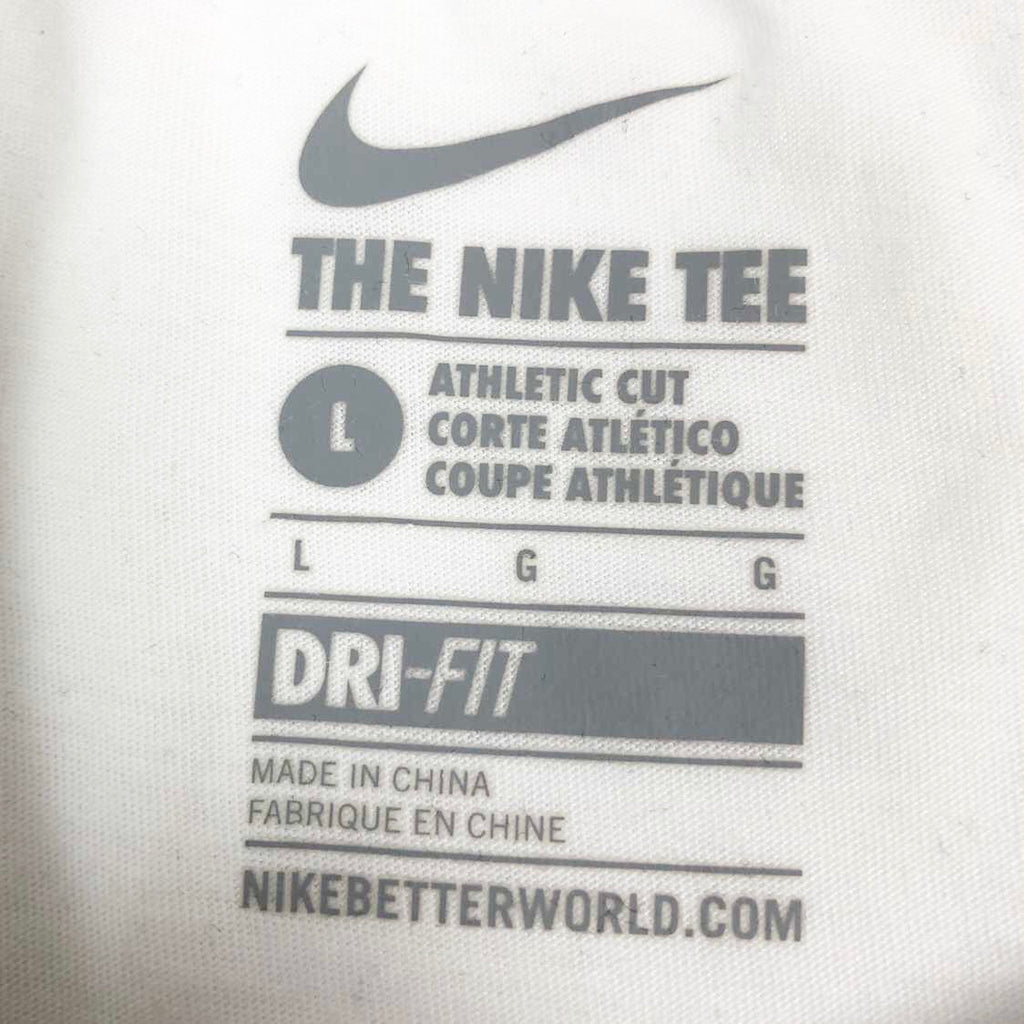 THE NIKE TEE
L
ATHLETIC CUT
CORTE ATLÉTICO
COUPE ATHLÉTIQUE
L G G
DRI-FIT
MADE IN CHINA
FABRIQUE EN CHINE
NIKEBETTERWORLD.COM